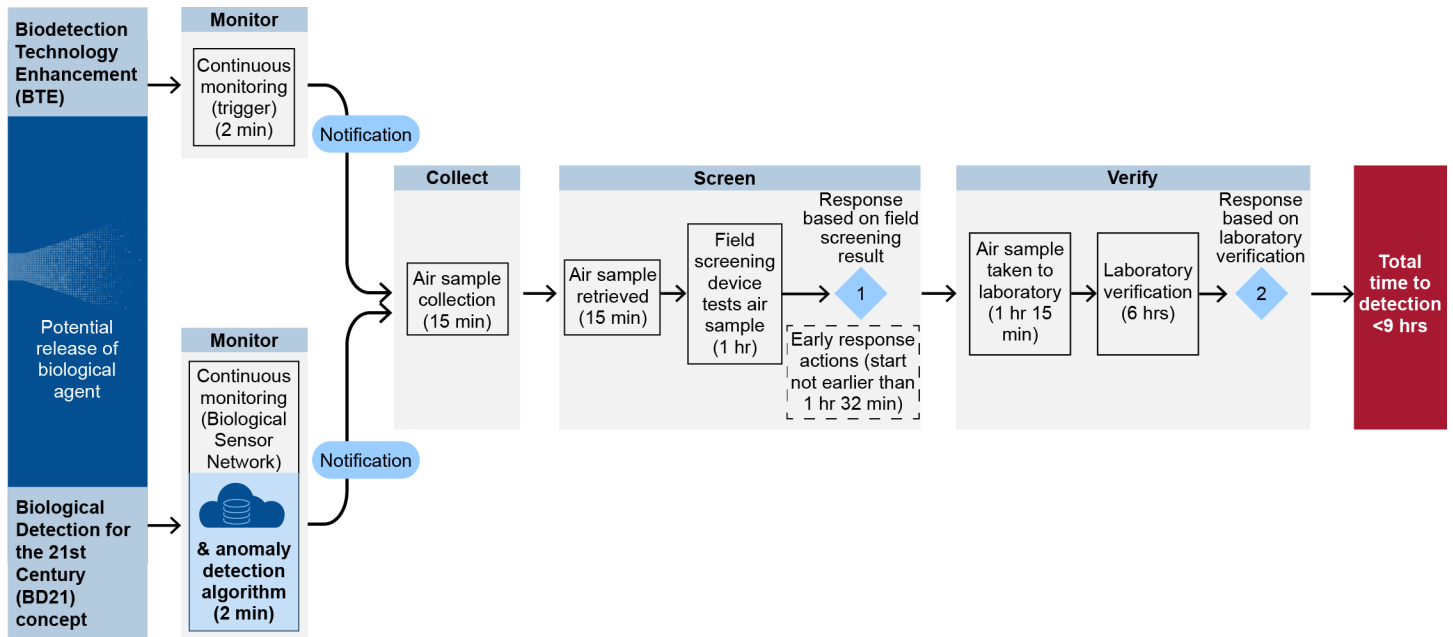 Biodetection
Technology
Enhancement
(BTE)
Potential
release of
biological
agent
Biological
Detection for
the 21st
Century
(BD21)
concept
Monitor
Continuous
monitoring
(trigger)
(2 min)
Notification
Monitor
Continuous
monitoring
(Biological
Sensor
Network)
& anomaly
detection
algorithm
(2 min)
Notification
Collect
Air sample
collection
(15 min)
Screen
Air sample
retrieved
(15 min)
Field
screening
device
tests air
sample
(1 hr)
Response
based on field
screening
result
1
Early response
actions (start
not earlier than
1 hr 32 min)
Verify
Air sample
taken to
laboratory
(1 hr 15
min)
Laboratory
verification
(6 hrs)
Response
based on
laboratory
verification
2
Total
time to
detection
<9 hrs